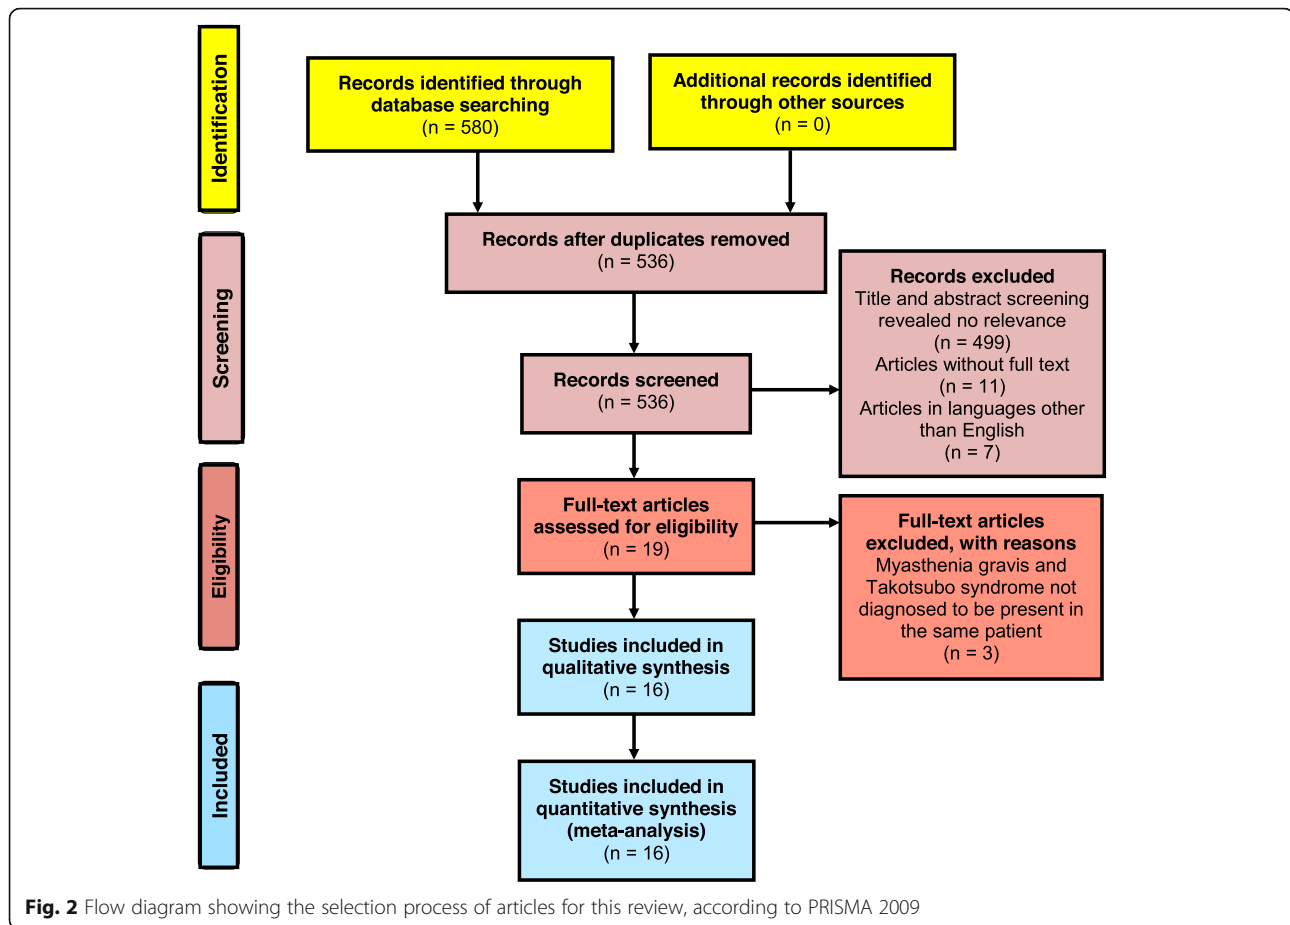 Identification
Records identified through
database searching
(n = 580)
Additional records identified
through other sources
(n = 0)
Screening
Records after duplicates removed
(n = 536)
Records screened
(n = 536)
Records excluded
Title and abstract screening
revealed no relevance
(n = 499)
Articles without full text
(n = 11)
Articles in languages other
than English
(n = 7)
Eligibility
Full-text articles
assessed for eligibility
(n = 19)
Full-text articles
excluded, with reasons
Myasthenia gravis and
Takotsubo syndrome not
diagnosed to be present in
the same patient
(n = 3)
Studies included in
qualitative synthesis
(n = 16)
Included
Studies included in
quantitative synthesis
(meta-analysis)
(n = 16)
Fig. 2 Flow diagram showing the selection process of articles for this review, according to PRISMA 2009